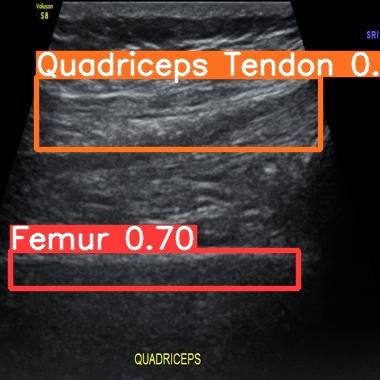 Voluson
S8
SRI
Quadriceps Tendon 0.
Femur 0.70
QUADRICEPS